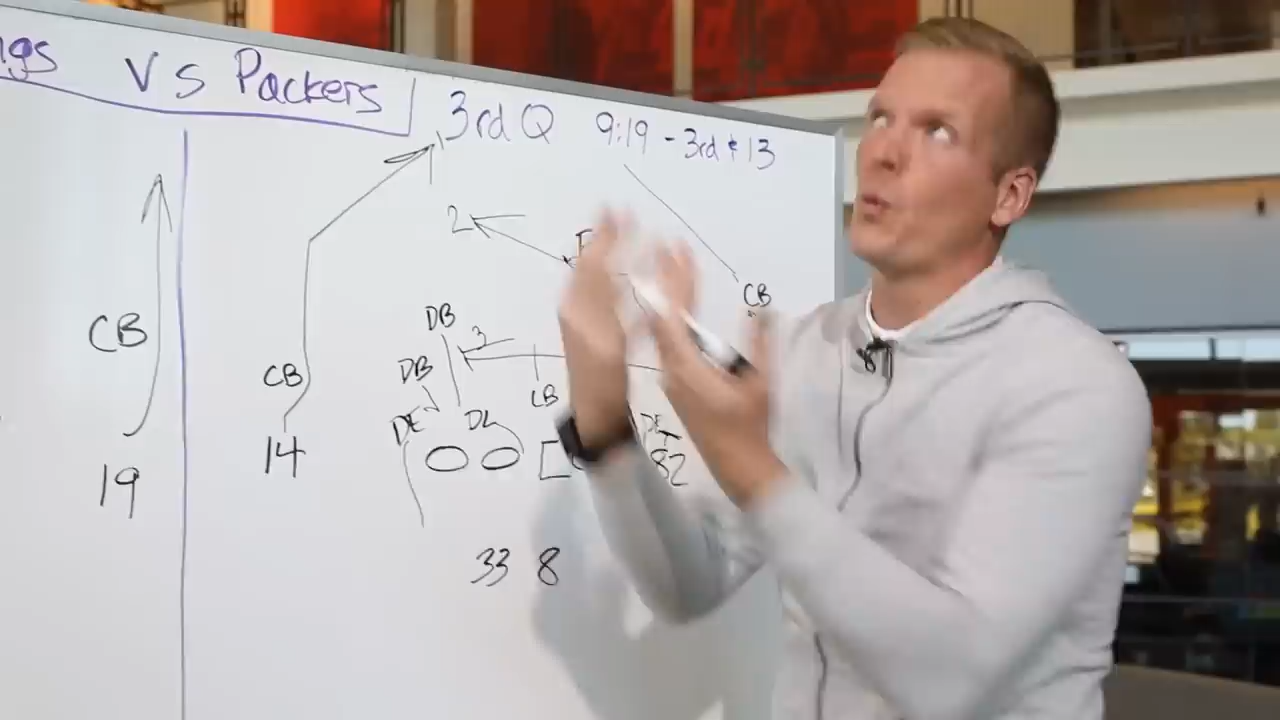 vs Packers
3rd Q 9:19 - 3rd & 13
2
CB
DB
CB
3
CB
DB
LB
DE
DL
DE
14
82
19
33 8